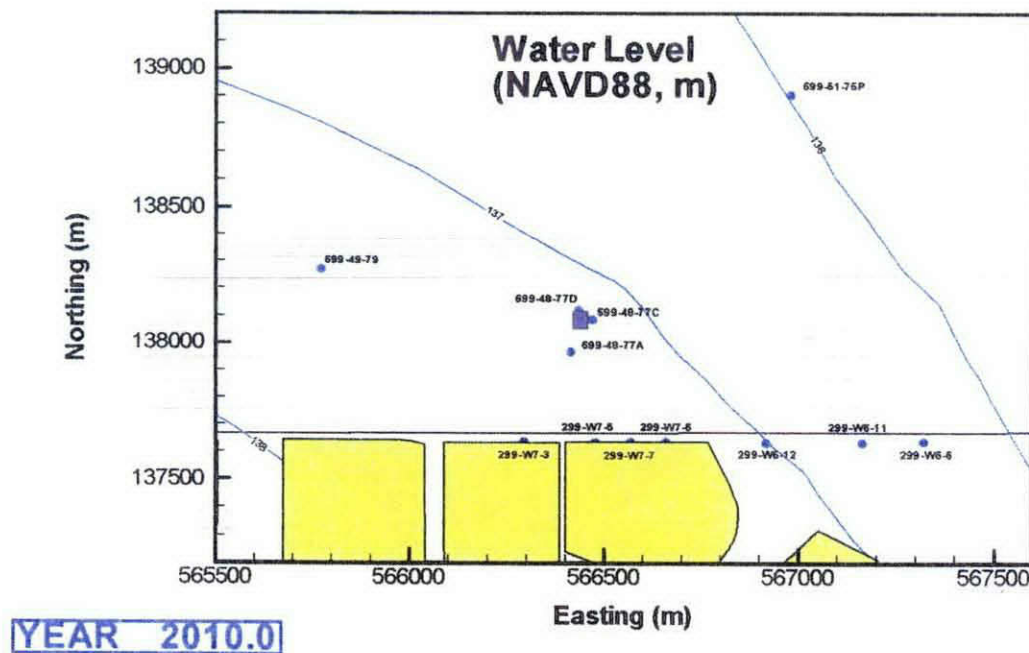 Water Level
(NAVD88, m)
139000
699-51-75P
136
138500
137
699-49-79
699-48-77D
699-48-77C
Northing (m)
138000
699-48-77A
138
299-W7-5
299-W7-6
299-W6-11
299-W7-3
299-W7-7
299-W6-12
299-W6-6
137500
565500
566000
566500
567000
567500
Easting (m)
YEAR 2010.0